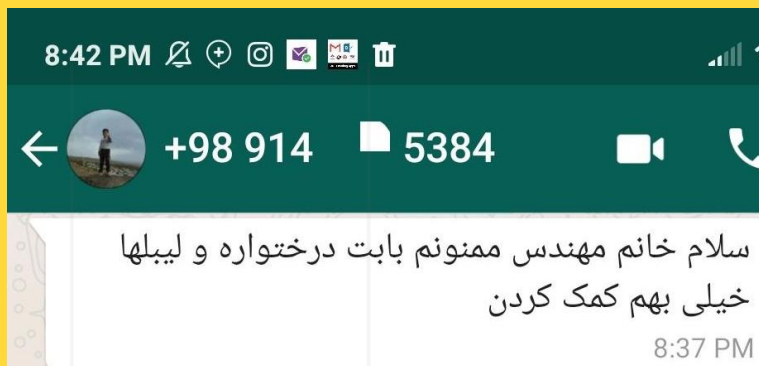 8:42 PM
+98 914 5384
سلام خانم مهندس ممنونم بابت درختواره و لیبلها
خیلی بهم کمک کردن
8:37 PM